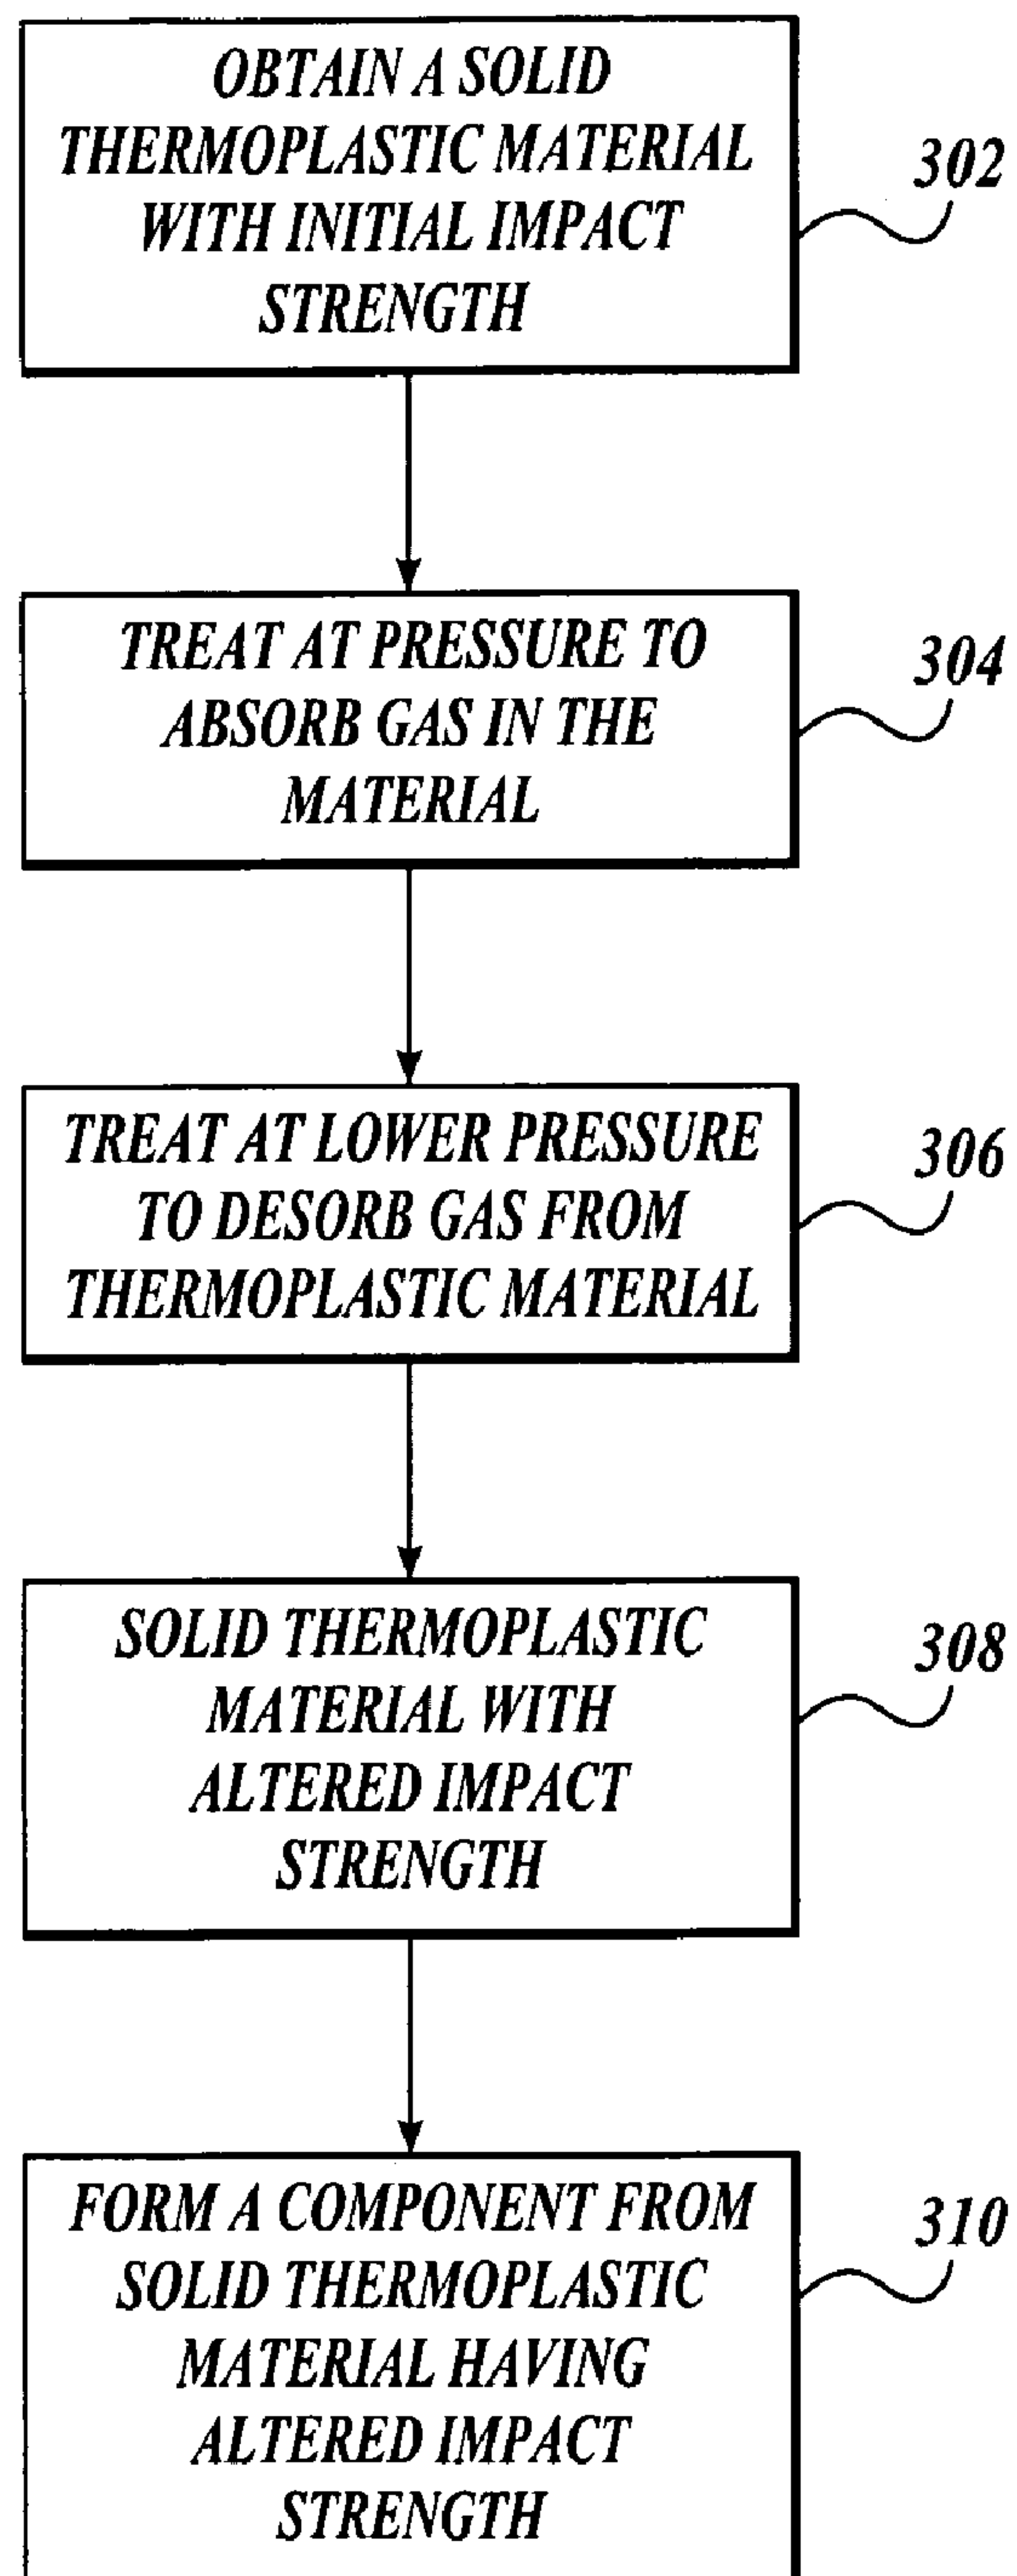 OBTAIN A SOLID
THERMOPLASTIC MATERIAL
WITH INITIAL IMPACT
STRENGTH
302
TREAT AT PRESSURE TO
ABSORB GAS IN THE
MATERIAL
304
TREAT AT LOWER PRESSURE
TO DESORB GAS FROM
THERMOPLASTIC MATERIAL
306
SOLID THERMOPLASTIC
MATERIAL WITH
ALTERED IMPACT
STRENGTH
308
FORM A COMPONENT FROM
SOLID THERMOPLASTIC
MATERIAL HAVING
ALTERED IMPACT
STRENGTH
310